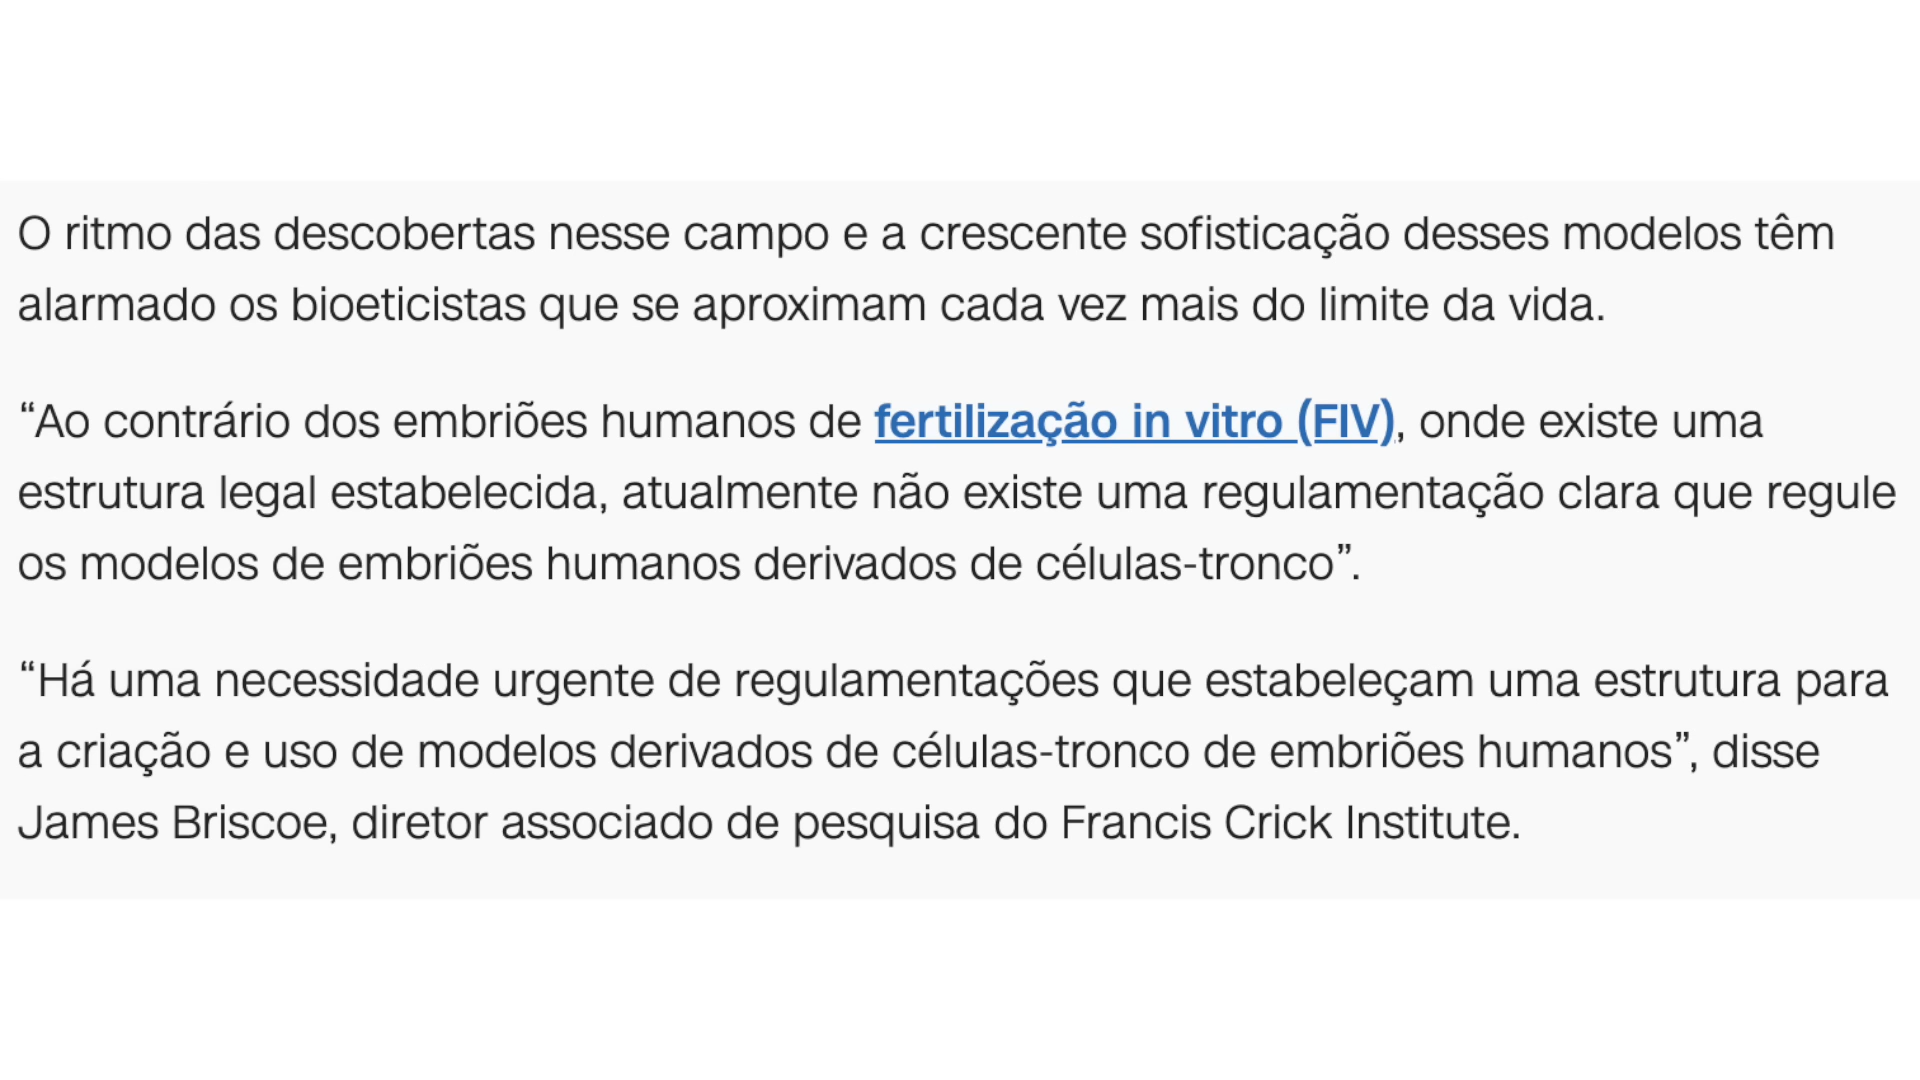 O ritmo das descobertas nesse campo e a crescente sofisticação desses modelos têm
alarmado os bioeticistas que se aproximam cada vez mais do limite da vida.
“Ao contrário dos embriões humanos de fertilização in vitro (FIV), onde existe uma
estrutura legal estabelecida, atualmente não existe uma regulamentação clara que regule
os modelos de embriões humanos derivados de células-tronco”.
“Há uma necessidade urgente de regulamentações que estabeleçam uma estrutura para
a criação e uso de modelos derivados de células-tronco de embriões humanos”, disse
James Briscoe, diretor associado de pesquisa do Francis Crick Institute.